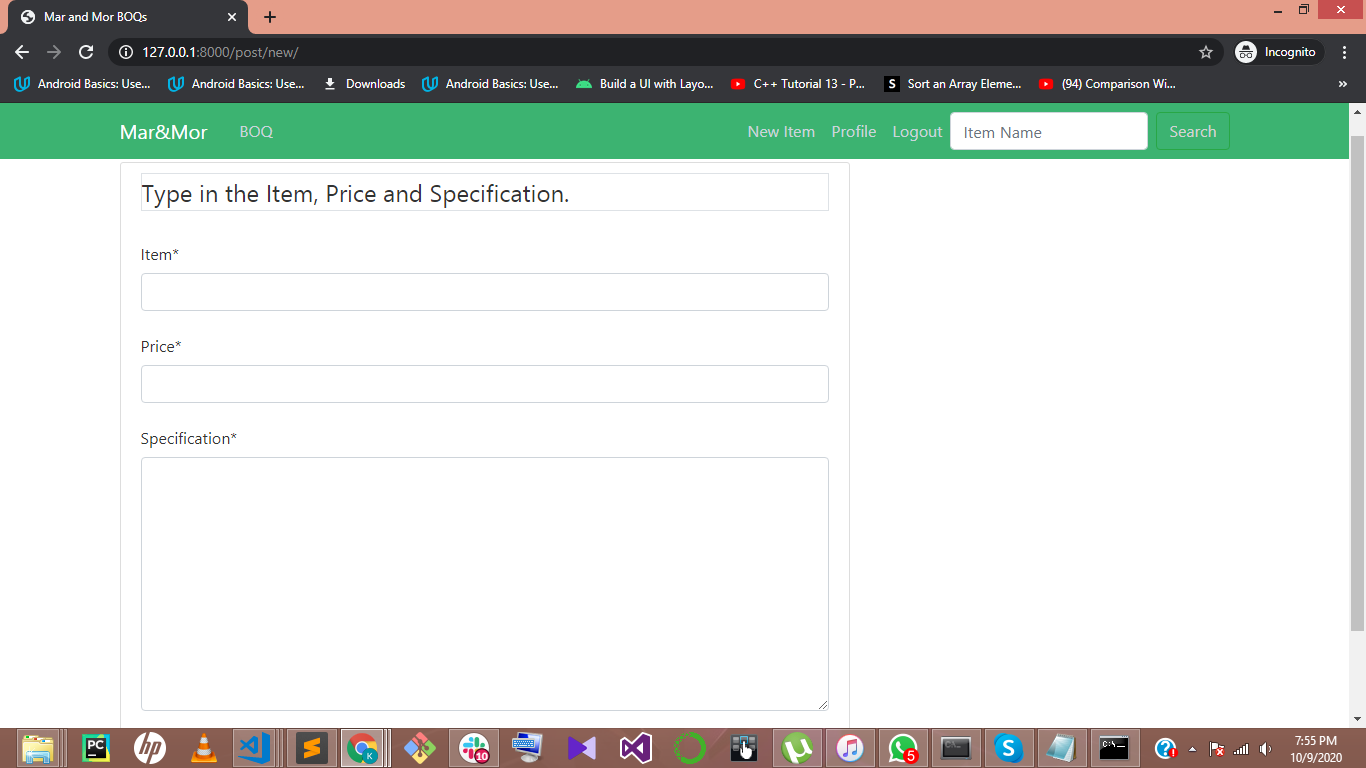 Mar and Mor BOQs
127.0.0.1:8000/post/new/
Incognito
Android Basics: Use... Android Basics: Use... Downloads Android Basics: Use... Build a UI with Layo... C++ Tutorial 13 - P... S Sort an Array Eleme... (94) Comparison Wi... »
Mar&Mor BOQ New Item Profile Logout Item Name Search
Type in the Item, Price and Specification.
Item*
Price*
Specification*
PC hp K 10 5 S C:\
7:55 PM
10/9/2020